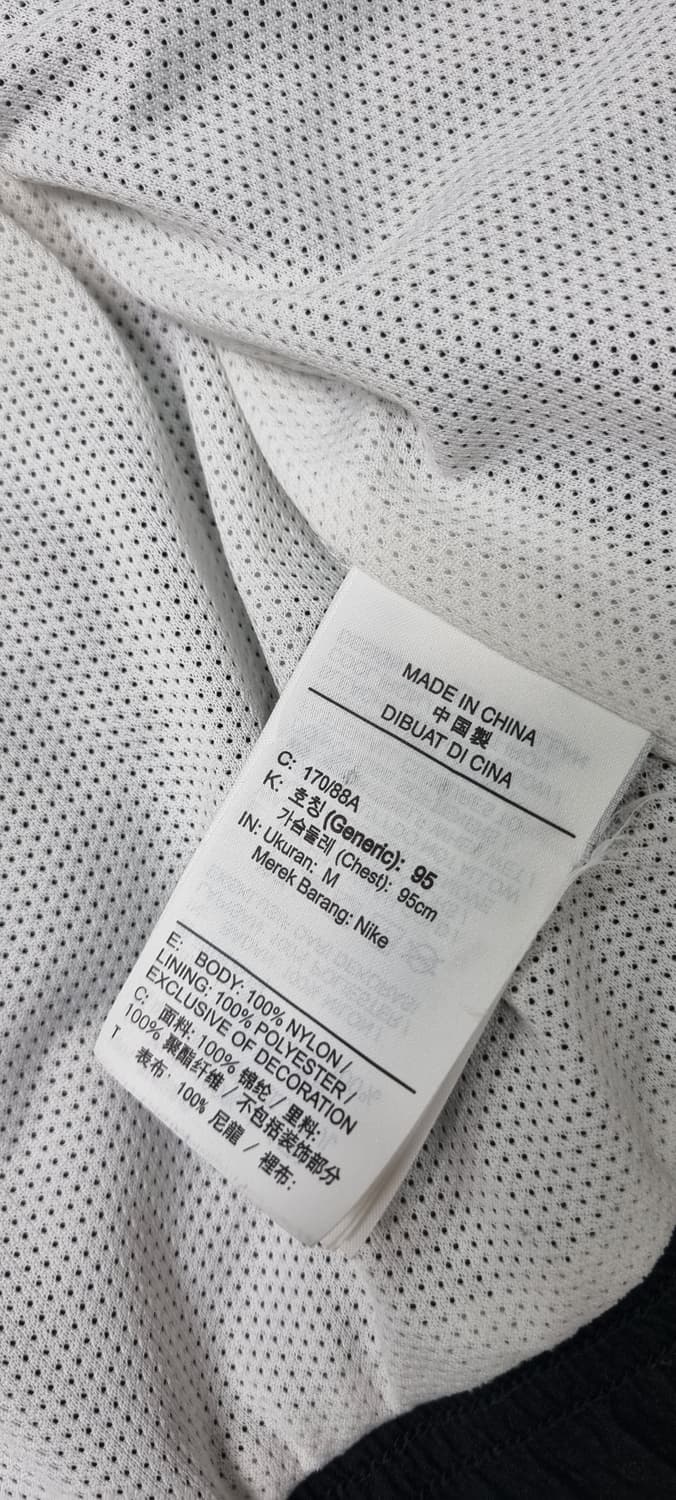 MADE IN CHINA
中国製
DIBUAT DI CINA
C: 170/88A
K: 호칭 (Generic): 95
가슴둘레 (Chest): 95cm
IN: Ukuran: M
Merek Barang: Nike
E: BODY: 100% NYLON /
LINING: 100% POLYESTER /
EXCLUSIVE OF DECORATION
C: 面料: 100% 锦纶 / 里料:
100% 聚酯纤维 / 不包括装饰部分
T 表布: 100% 尼龍 / 裡布: